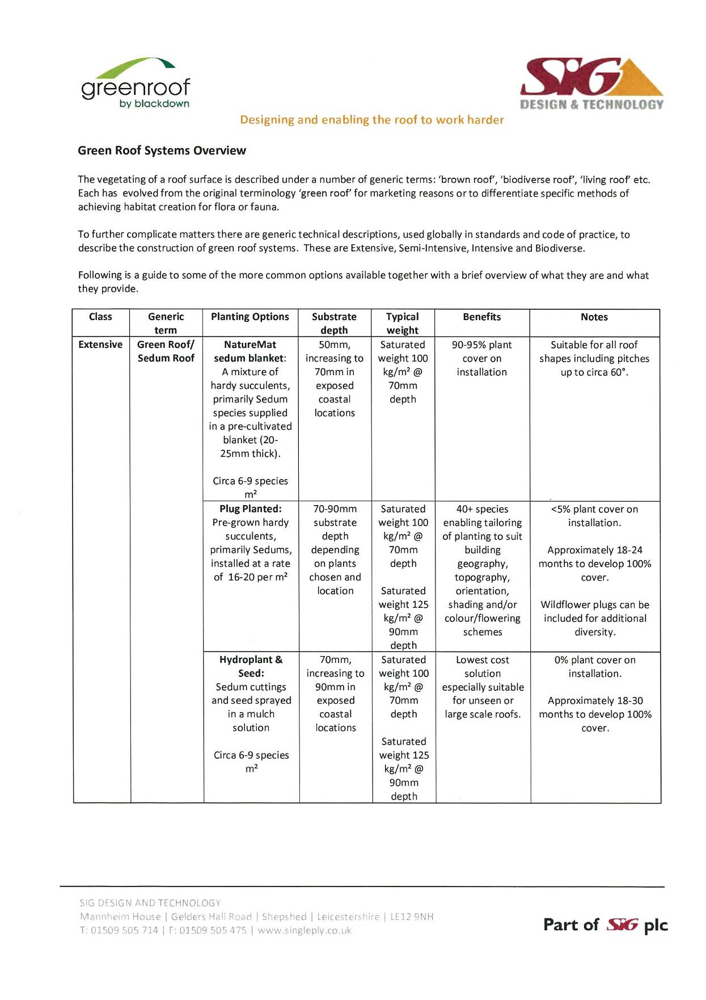 greenroof
by blackdown
SIG
DESIGN & TECHNOLOGY
Designing and enabling the roof to work harder
Green Roof Systems Overview
The vegetating of a roof surface is described under a number of generic terms: ‘brown roof’, ‘biodiverse roof’, ‘living roof’ etc.
Each has evolved from the original terminology ‘green roof’ for marketing reasons or to differentiate specific methods of
achieving habitat creation for flora or fauna.
To further complicate matters there are generic technical descriptions, used globally in standards and code of practice, to
describe the construction of green roof systems. These are Extensive, Semi-Intensive, Intensive and Biodiverse.
Following is a guide to some of the more common options available together with a brief overview of what they are and what
they provide.
Class
Generic
term
Planting Options
Substrate
depth
Typical
weight
Benefits
Notes
Extensive
Green Roof/
Sedum Roof
NatureMat
sedum blanket:
A mixture of
hardy succulents,
primarily Sedum
species supplied
in a pre-cultivated
blanket (20-
25mm thick).
Circa 6-9 species
m²
50mm,
increasing to
70mm in
exposed
coastal
locations
Saturated
weight 100
kg/m² @
70mm
depth
90-95% plant
cover on
installation
Suitable for all roof
shapes including pitches
up to circa 60°.
Plug Planted:
Pre-grown hardy
succulents,
primarily Sedums,
installed at a rate
of 16-20 per m²
70-90mm
substrate
depth
depending
on plants
chosen and
location
Saturated
weight 100
kg/m² @
70mm
depth
Saturated
weight 125
kg/m² @
90mm
depth
40+ species
enabling tailoring
of planting to suit
building
geography,
topography,
orientation,
shading and/or
colour/flowering
schemes
<5% plant cover on
installation.
Approximately 18-24
months to develop 100%
cover.
Wildflower plugs can be
included for additional
diversity.
Hydroplant &
Seed:
Sedum cuttings
and seed sprayed
in a mulch
solution
Circa 6-9 species
m²
70mm,
increasing to
90mm in
exposed
coastal
locations
Saturated
weight 100
kg/m² @
70mm
depth
Saturated
weight 125
kg/m² @
90mm
depth
Lowest cost
solution
especially suitable
for unseen or
large scale roofs.
0% plant cover on
installation.
Approximately 18-30
months to develop 100%
cover.
SIG DESIGN AND TECHNOLOGY
Mannheim House | Gelders Hall Road | Shepshed | Leicestershire | LE12 9NH
T: 01509 505 714 | F: 01509 505 475 | www.singleply.co.uk
Part of SIG plc